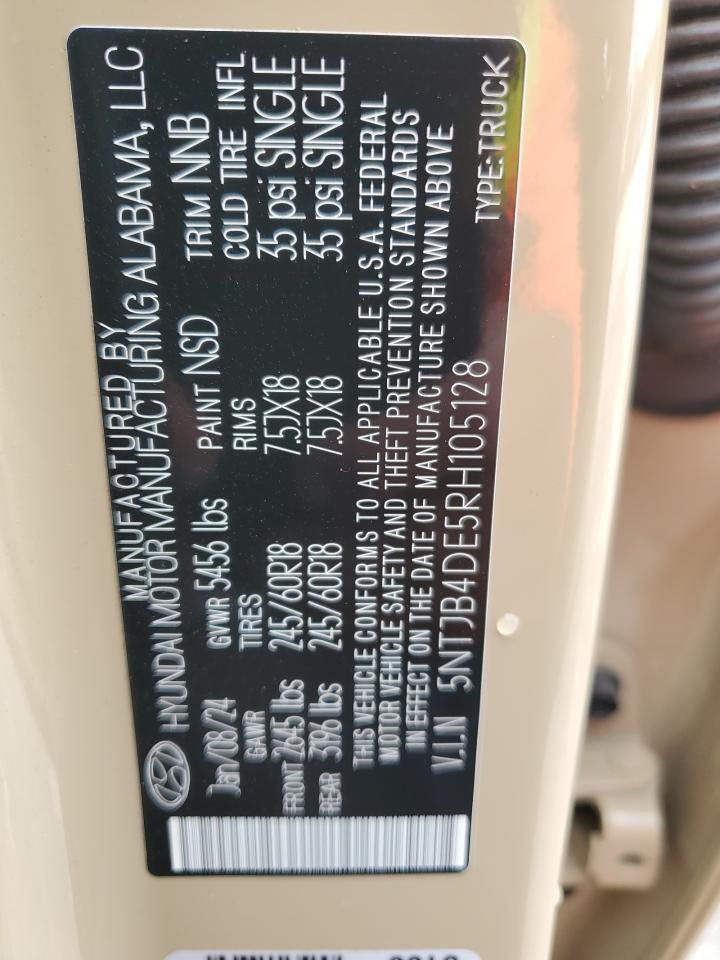 MANUFACTURED BY
HYUNDAI MOTOR MANUFACTURING ALABAMA, LLC
Jan/08/24 GVWR 5456 lbs PAINT NSD TRIM NNB
GAWR TIRES RIMS COLD TIRE INFL
FRONT 2645 lbs 245/60R18 7.5JX18 35 psi SINGLE
REAR 3196 lbs 245/60R18 7.5JX18 35 psi SINGLE
THIS VEHICLE CONFORMS TO ALL APPLICABLE U.S.A. FEDERAL
MOTOR VEHICLE SAFETY AND THEFT PREVENTION STANDARDS
IN EFFECT ON THE DATE OF MANUFACTURE SHOWN ABOVE
V.I.N 5NTJB4DE5RH105128 TYPE:TRUCK